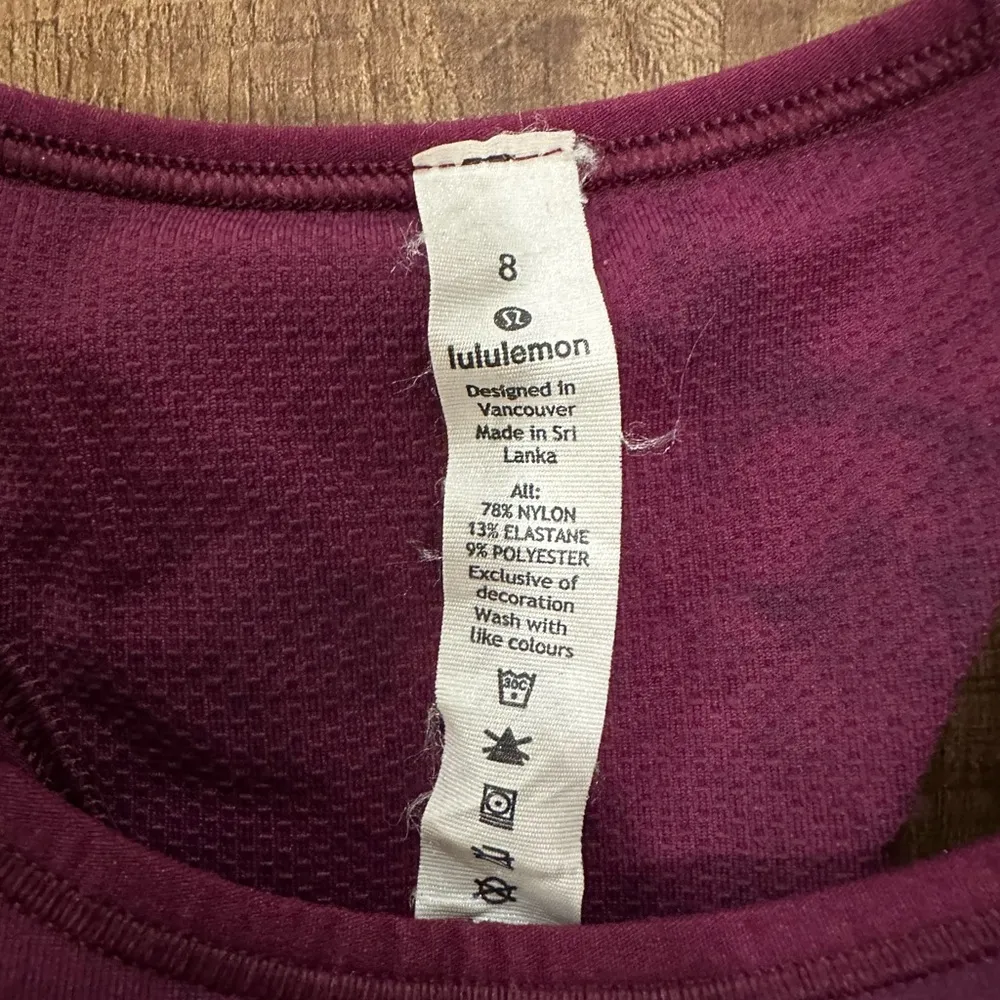 8
lululemon
Designed in
Vancouver
Made in Sri
Lanka
All:
78% NYLON
13% ELASTANE
9% POLYESTER
Exclusive of
decoration
Wash with
like colours
30C